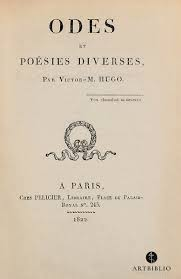 ODES
ET
POÉSIES DIVERSES,
PAR VICTOR-M. HUGO.
A PARIS,
CHEZ PELICIER, LIBRAIRE, PLACE DU PALAIS-
ROYAL N°. 243.
1822
ARTBIBLIO